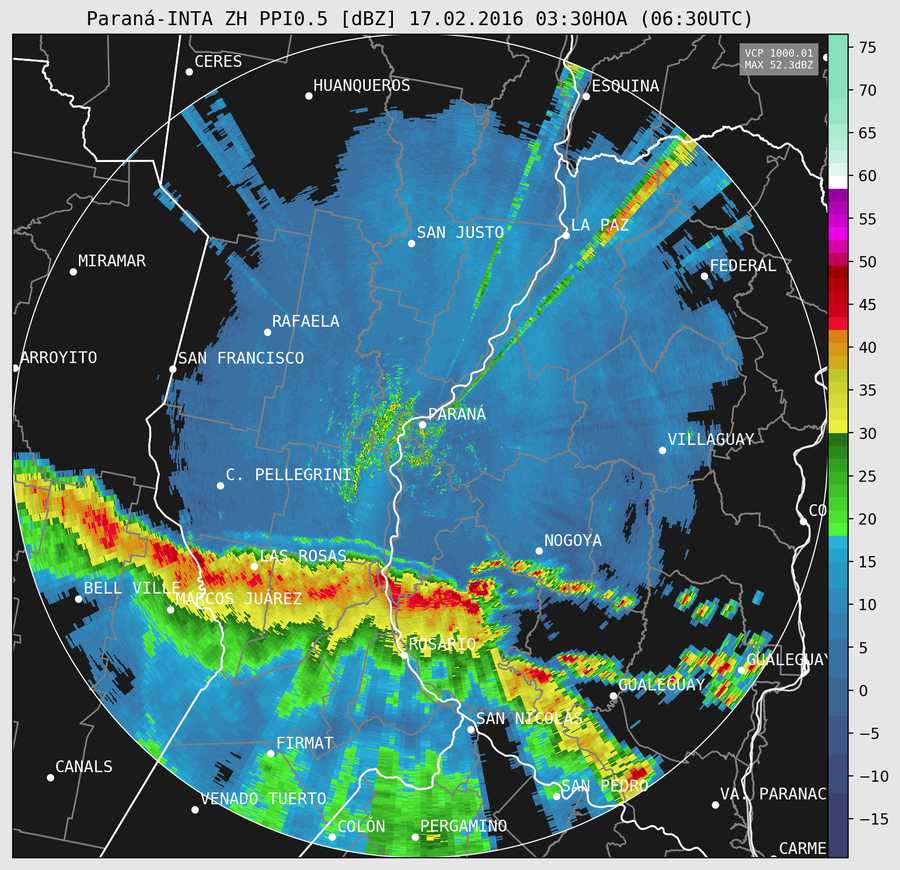 Paraná-INTA ZH PPI0.5 [dBZ] 17.02.2016 03:30HOA (06:30UTC)
VCP 1000.01
MAX 52.3dBZ
CERES
HUANQUEROS
ESQUINA
SAN JUSTO
LA PAZ
MIRAMAR
FEDERAL
RAFAELA
ARROYITO
SAN FRANCISCO
PARANÁ
VILLAGUAY
C. PELLEGRINI
CO
NOGOYA
LAS ROSAS
BELL VILLE
MARCOS JUÁREZ
ROSARIO
GUALEGUAY
GUALEGUAY
SAN NICOLÁS
FIRMAT
CANALS
SAN PEDRO
VENADO TUERTO
VA. PARANAC
COLÓN
PERGAMINO
CARME
75
70
65
60
55
50
45
40
35
30
25
20
15
10
5
0
−5
−10
−15